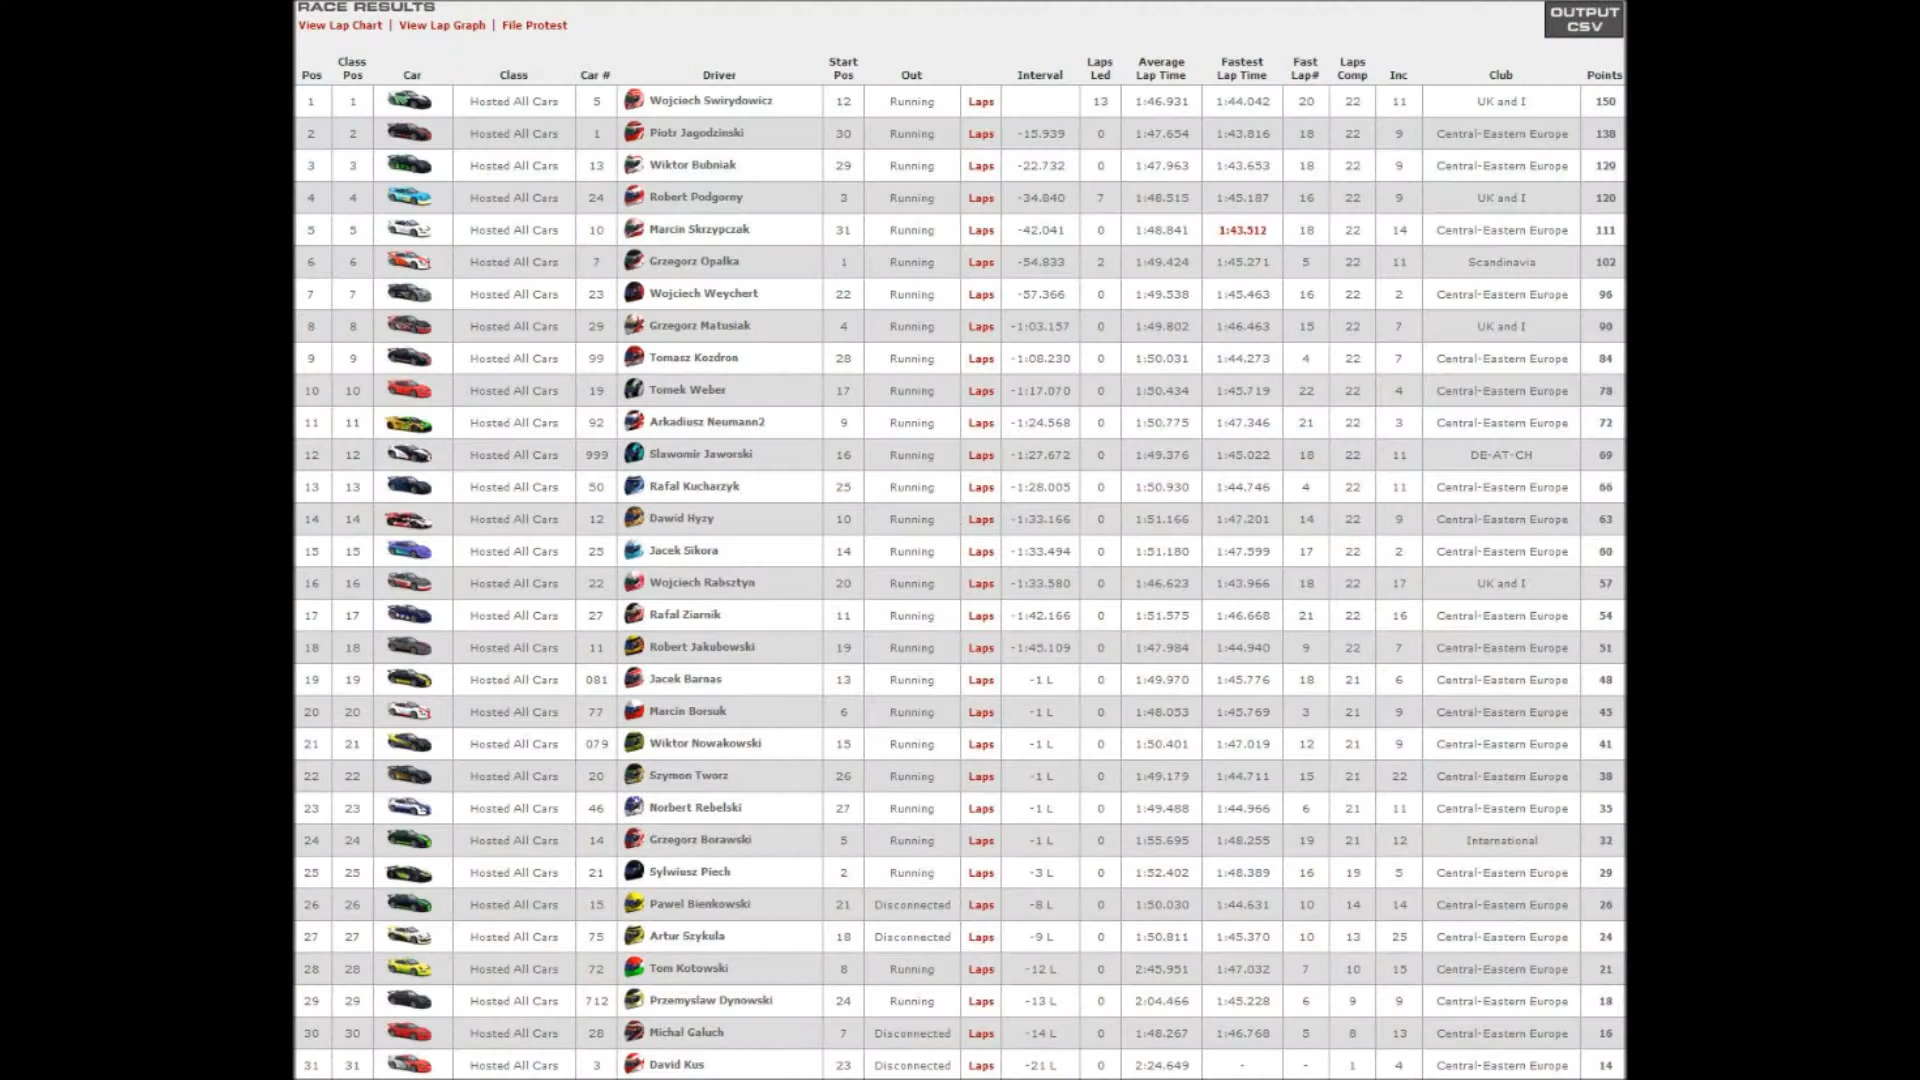 RACE RESULTS
View Lap Chart | View Lap Graph | File Protest
OUTPUT CSV
Pos Class Pos Car Class Car # Driver Start Pos Out Interval Laps Led Average Lap Time Fastest Lap Time Fast Lap# Laps Comp Inc Club Points
1 1 Hosted All Cars 5 Wojciech Swirydowicz 12 Running Laps 13 1:46.931 1:44.042 20 22 11 UK and I 150
2 2 Hosted All Cars 1 Piotr Jagodzinski 30 Running Laps -15.939 0 1:47.654 1:43.816 18 22 9 Central-Eastern Europe 138
3 3 Hosted All Cars 13 Wiktor Bubniak 29 Running Laps -22.732 0 1:47.963 1:43.653 18 22 9 Central-Eastern Europe 129
4 4 Hosted All Cars 24 Robert Podgorny 3 Running Laps -34.840 7 1:48.515 1:45.187 16 22 9 UK and I 120
5 5 Hosted All Cars 10 Marcin Skrzypczak 31 Running Laps -42.041 0 1:48.841 1:43.512 18 22 14 Central-Eastern Europe 111
6 6 Hosted All Cars 7 Grzegorz Opalka 1 Running Laps -54.833 2 1:49.424 1:45.271 5 22 11 Scandinavia 102
7 7 Hosted All Cars 23 Wojciech Weychert 22 Running Laps -57.366 0 1:49.538 1:45.463 16 22 2 Central-Eastern Europe 96
8 8 Hosted All Cars 29 Grzegorz Matusiak 4 Running Laps -1:03.157 0 1:49.802 1:46.463 15 22 7 UK and I 90
9 9 Hosted All Cars 99 Tomasz Kozdron 28 Running Laps -1:08.230 0 1:50.031 1:44.273 4 22 7 Central-Eastern Europe 84
10 10 Hosted All Cars 19 Tomek Weber 17 Running Laps -1:17.070 0 1:50.434 1:45.719 22 22 4 Central-Eastern Europe 78
11 11 Hosted All Cars 92 Arkadiusz Neumann2 9 Running Laps -1:24.568 0 1:50.775 1:47.346 21 22 3 Central-Eastern Europe 72
12 12 Hosted All Cars 999 Slawomir Jaworski 16 Running Laps -1:27.672 0 1:49.376 1:45.022 18 22 11 DE-AT-CH 69
13 13 Hosted All Cars 50 Rafal Kucharzyk 25 Running Laps -1:28.005 0 1:50.930 1:44.746 4 22 11 Central-Eastern Europe 66
14 14 Hosted All Cars 12 Dawid Hyzy 10 Running Laps -1:33.166 0 1:51.166 1:47.201 14 22 9 Central-Eastern Europe 63
15 15 Hosted All Cars 25 Jacek Sikora 14 Running Laps -1:33.494 0 1:51.180 1:47.599 17 22 2 Central-Eastern Europe 60
16 16 Hosted All Cars 22 Wojciech Rabsztyn 20 Running Laps -1:33.580 0 1:46.623 1:43.966 18 22 17 UK and I 57
17 17 Hosted All Cars 27 Rafal Ziarnik 11 Running Laps -1:42.166 0 1:51.575 1:46.668 21 22 16 Central-Eastern Europe 54
18 18 Hosted All Cars 11 Robert Jakubowski 19 Running Laps -1:45.109 0 1:47.984 1:44.940 9 22 7 Central-Eastern Europe 51
19 19 Hosted All Cars 081 Jacek Barnas 13 Running Laps -1 L 0 1:49.970 1:45.776 18 21 6 Central-Eastern Europe 48
20 20 Hosted All Cars 77 Marcin Borsuk 6 Running Laps -1 L 0 1:48.053 1:45.769 3 21 9 Central-Eastern Europe 45
21 21 Hosted All Cars 079 Wiktor Nowakowski 15 Running Laps -1 L 0 1:50.401 1:47.019 12 21 9 Central-Eastern Europe 41
22 22 Hosted All Cars 20 Szymon Tworz 26 Running Laps -1 L 0 1:49.179 1:44.711 15 21 22 Central-Eastern Europe 38
23 23 Hosted All Cars 46 Norbert Rebelski 27 Running Laps -1 L 0 1:49.488 1:44.966 6 21 11 Central-Eastern Europe 35
24 24 Hosted All Cars 14 Grzegorz Borawski 5 Running Laps -1 L 0 1:55.695 1:48.255 19 21 12 International 32
25 25 Hosted All Cars 21 Sylwiusz Piech 2 Running Laps -3 L 0 1:52.402 1:48.389 16 19 5 Central-Eastern Europe 29
26 26 Hosted All Cars 15 Pawel Bienkowski 21 Disconnected Laps -8 L 0 1:50.030 1:44.631 10 14 14 Central-Eastern Europe 26
27 27 Hosted All Cars 75 Artur Szykula 18 Disconnected Laps -9 L 0 1:50.811 1:45.370 10 13 25 Central-Eastern Europe 24
28 28 Hosted All Cars 72 Tom Kotowski 8 Running Laps -12 L 0 2:45.951 1:47.032 7 10 15 Central-Eastern Europe 21
29 29 Hosted All Cars 712 Przemyslaw Dynowski 24 Running Laps -13 L 0 2:04.466 1:45.228 6 9 9 Central-Eastern Europe 18
30 30 Hosted All Cars 28 Michal Galuch 7 Disconnected Laps -14 L 0 1:48.267 1:46.768 5 8 13 Central-Eastern Europe 16
31 31 Hosted All Cars 3 David Kus 23 Disconnected Laps -21 L 0 2:24.649 - - 1 4 Central-Eastern Europe 14